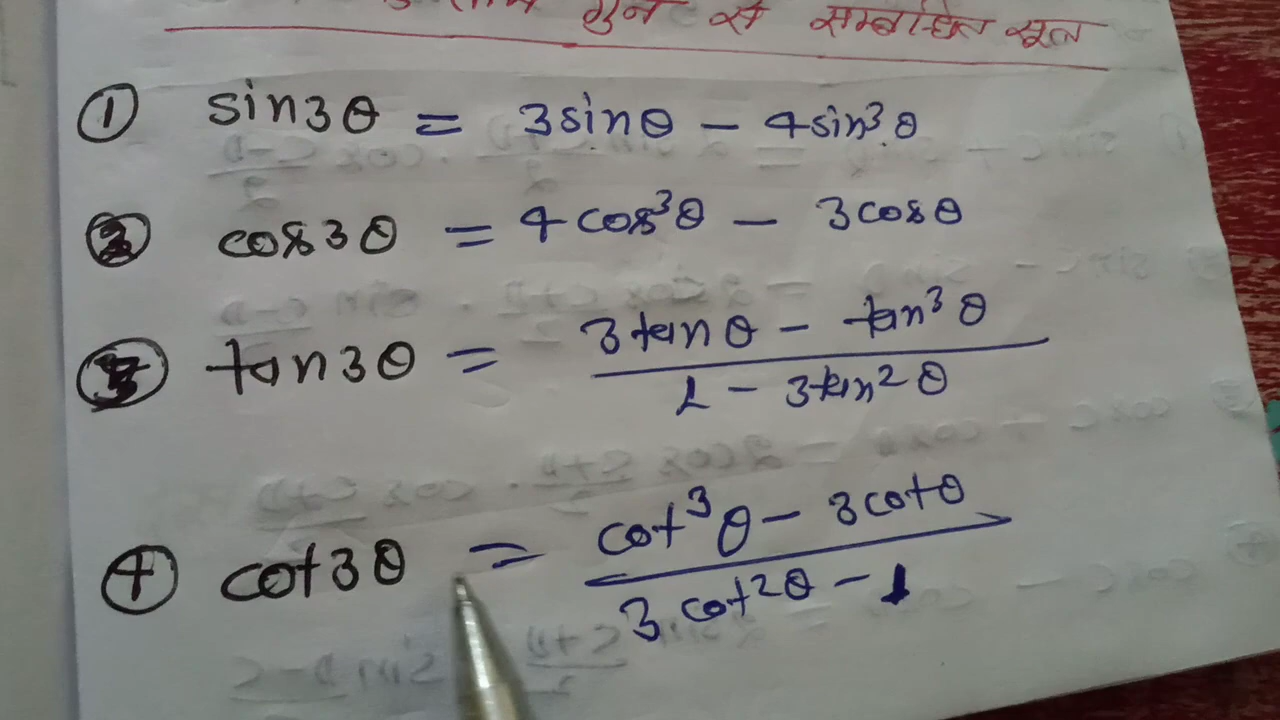 गुने से सम्बंधित सूत्र
① sin3θ = 3sinθ − 4sin³θ
② cos3θ = 4cos³θ − 3cosθ
③ tan3θ = (3tanθ − tan³θ) / (1 − 3tan²θ)
④ cot3θ = (cot³θ − 3cotθ) / (3cot²θ − 1)